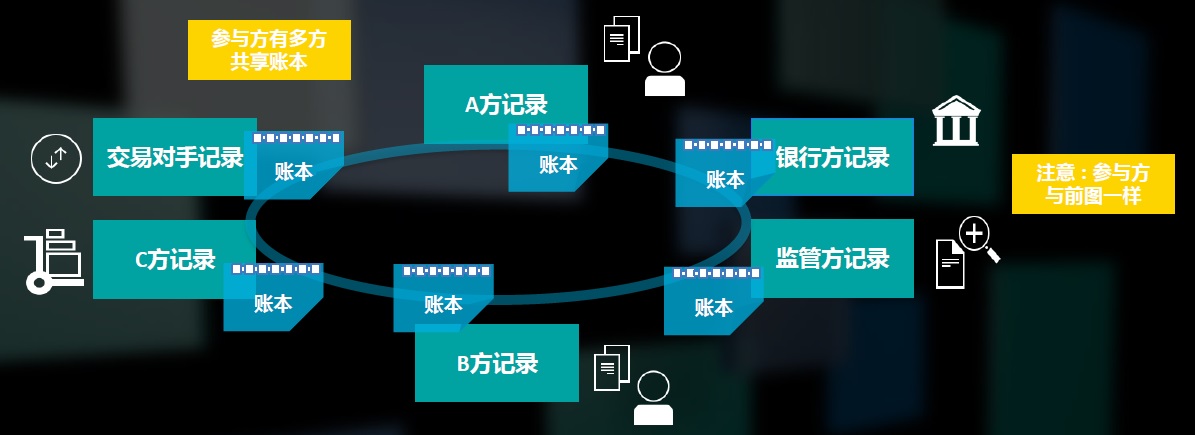 参与方有多方
共享账本
A方记录
账本
交易对手记录
账本
银行方记录
账本
注意：参与方
与前图一样
C方记录
账本
监管方记录
账本
账本
B方记录